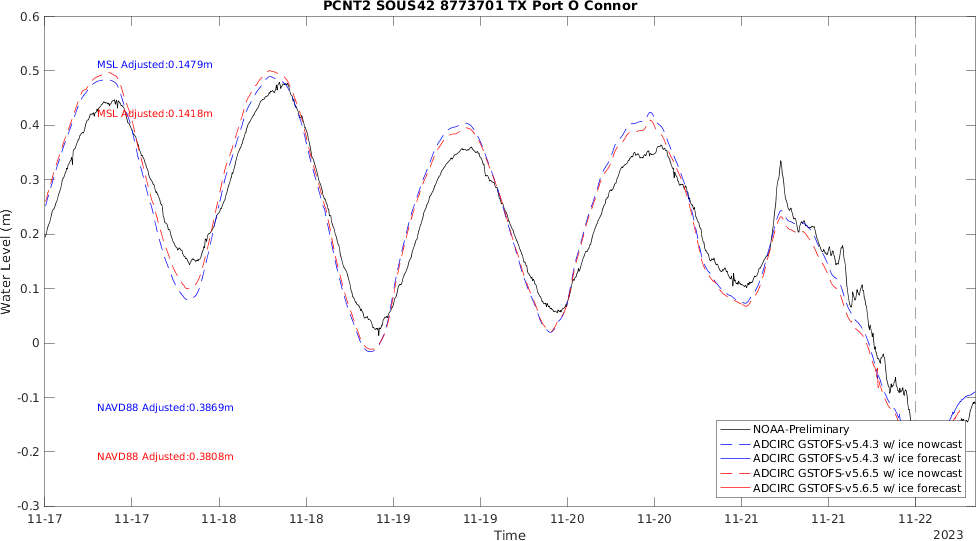 PCNT2 SOUS42 8773701 TX Port O Connor
0.6
0.5
0.4
0.3
0.2
0.1
0
-0.1
-0.2
-0.3
Water Level (m)
MSL Adjusted:0.1479m
MSL Adjusted:0.1418m
NAVD88 Adjusted:0.3869m
NAVD88 Adjusted:0.3808m
NOAA-Preliminary
ADCIRC GSTOFS-v5.4.3 w/ ice nowcast
ADCIRC GSTOFS-v5.4.3 w/ ice forecast
ADCIRC GSTOFS-v5.6.5 w/ ice nowcast
ADCIRC GSTOFS-v5.6.5 w/ ice forecast
11-17 11-17 11-18 11-18 11-19 11-19 11-20 11-20 11-21 11-21 11-22
Time
2023